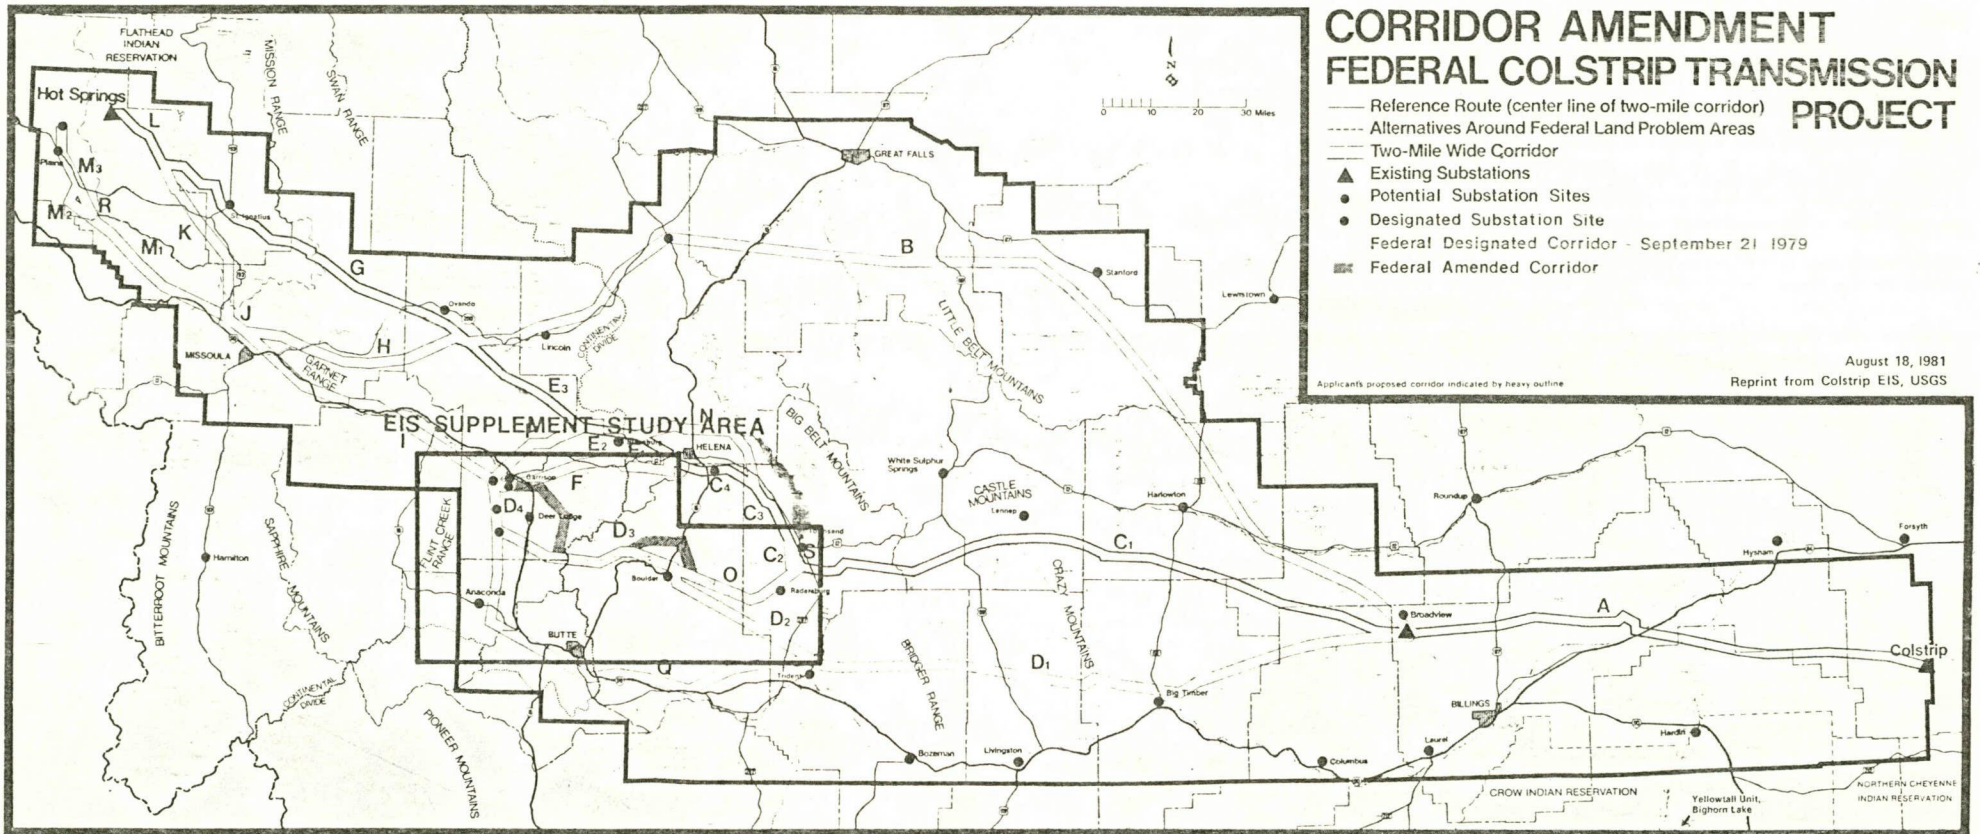 CORRIDOR AMENDMENT
FEDERAL COLSTRIP TRANSMISSION
PROJECT
Reference Route (center line of two-mile corridor)
Alternatives Around Federal Land Problem Areas
Two-Mile Wide Corridor
Existing Substations
Potential Substation Sites
Designated Substation Site
Federal Designated Corridor - September 21 1979
Federal Amended Corridor
August 18, 1981
Applicant's proposed corridor indicated by heavy outline
Reprint from Colstrip EIS, USGS
N
0 10 20 30 Miles
FLATHEAD
INDIAN
RESERVATION
MISSION RANGE
SWAN RANGE
Hot Springs
L
Plains
M3
R
M2
M1
K
St. Ignatius
G
J
H
MISSOULA
GARNET
RANGE
Ovando
Lincoln
CONTINENTAL
DIVIDE
E3
GREAT FALLS
B
Stanford
Lewistown
LITTLE BELT MOUNTAINS
EIS SUPPLEMENT STUDY AREA
I
E2
N
HELENA
BIG BELT MOUNTAINS
Garrison
F
C4
C3
D4
Deer Lodge
D3
C2
S
FLINT CREEK
RANGE
Boulder
O
Radersburg
D2
Anaconda
BUTTE
Q
Trident
BITTERROOT MOUNTAINS
Hamilton
SAPPHIRE MOUNTAINS
CONTINENTAL
DIVIDE
PIONEER MOUNTAINS
White Sulphur
Springs
CASTLE
MOUNTAINS
Lennep
Harlowton
C1
CRAZY MOUNTAINS
BRIDGER RANGE
D1
Big Timber
Bozeman
Livingston
Columbus
Laurel
BILLINGS
Broadview
A
Colstrip
Roundup
Forsyth
Hysham
Hardin
CROW INDIAN RESERVATION
Yellowtail Unit,
Bighorn Lake
NORTHERN CHEYENNE
INDIAN RESERVATION